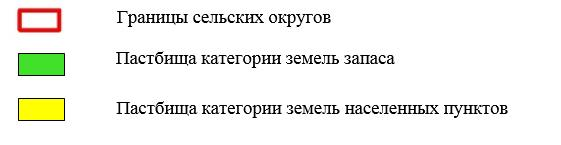 Границы сельских округов
Пастбища категории земель запаса
Пастбища категории земель населенных пунктов